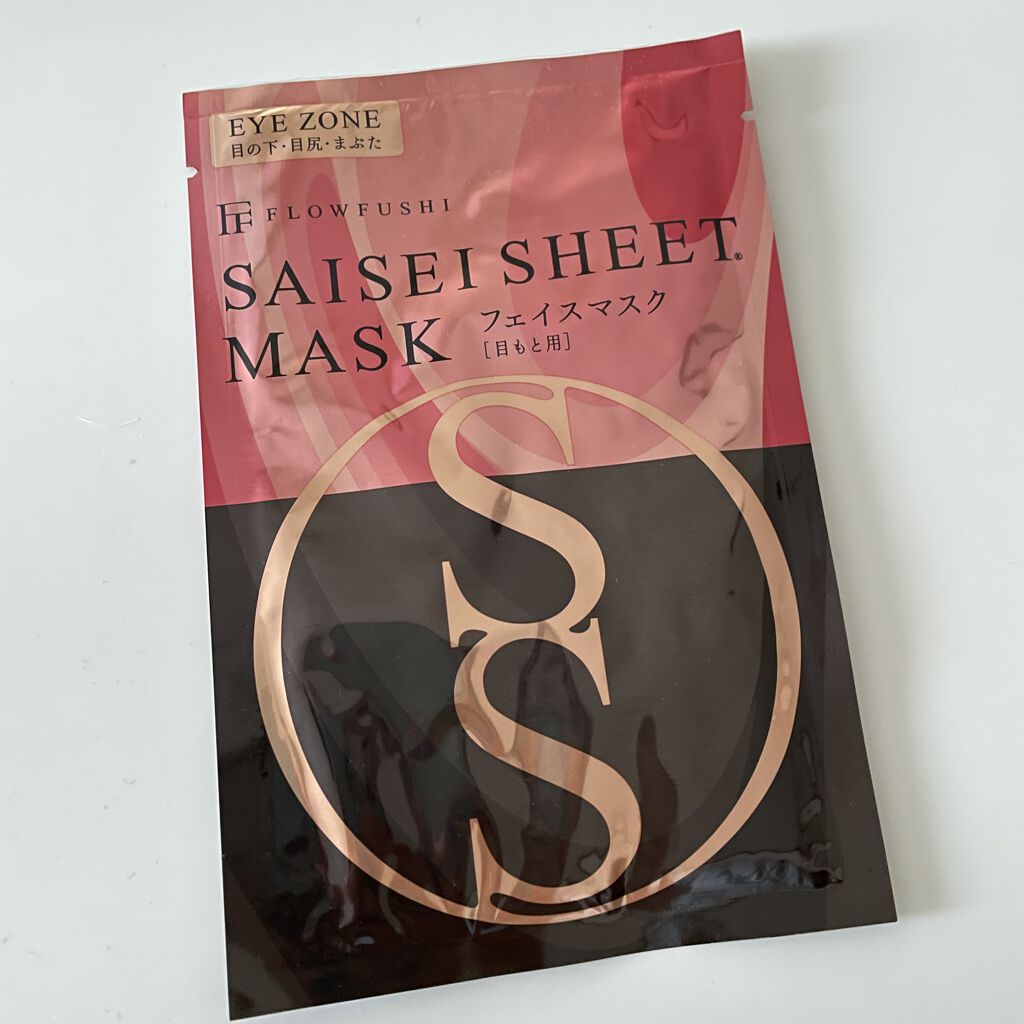 EYE ZONE
目の下・目尻・まぶた
FF FLOWFUSHI
SAISEI SHEET®
MASK フェイスマスク
[目もと用]
SS